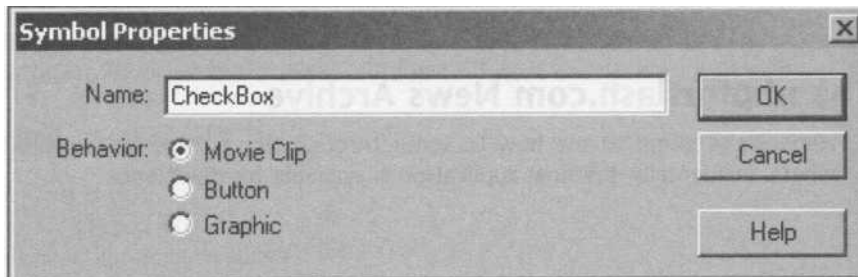 Symbol Properties
Name: CheckBox
OK
Behavior: Movie Clip
Cancel
Button
Graphic
Help